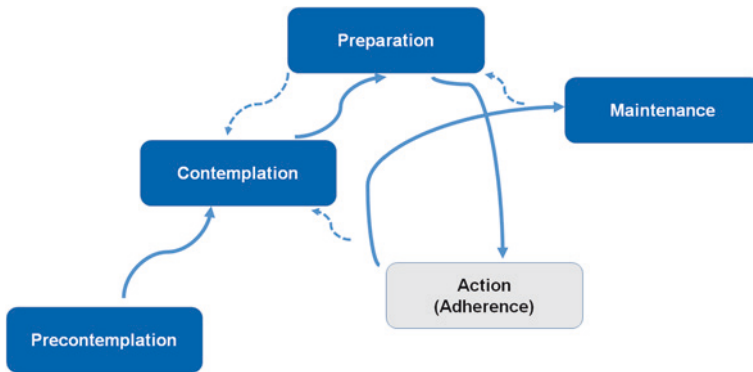 Preparation
Maintenance
Contemplation
Action
(Adherence)
Precontemplation